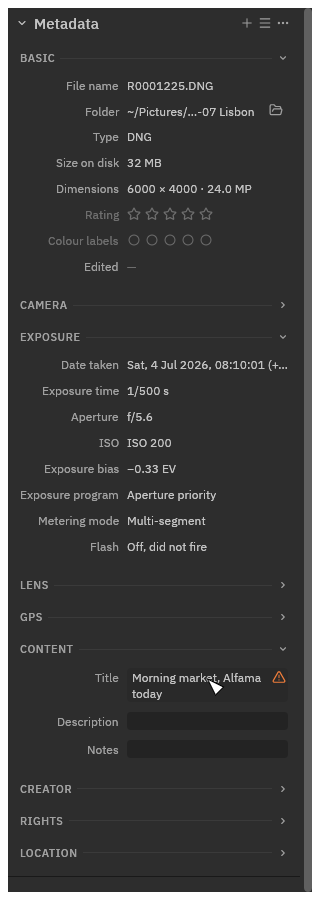 Metadata
BASIC
File name R0001225.DNG
Folder ~/Pictures/...-07 Lisbon
Type DNG
Size on disk 32 MB
Dimensions 6000 × 4000 · 24.0 MP
Rating
Colour labels
Edited —
CAMERA
EXPOSURE
Date taken Sat, 4 Jul 2026, 08:10:01 (+...
Exposure time 1/500 s
Aperture f/5.6
ISO ISO 200
Exposure bias −0.33 EV
Exposure program Aperture priority
Metering mode Multi-segment
Flash Off, did not fire
LENS
GPS
CONTENT
Title Morning market, Alfama
today
Description
Notes
CREATOR
RIGHTS
LOCATION